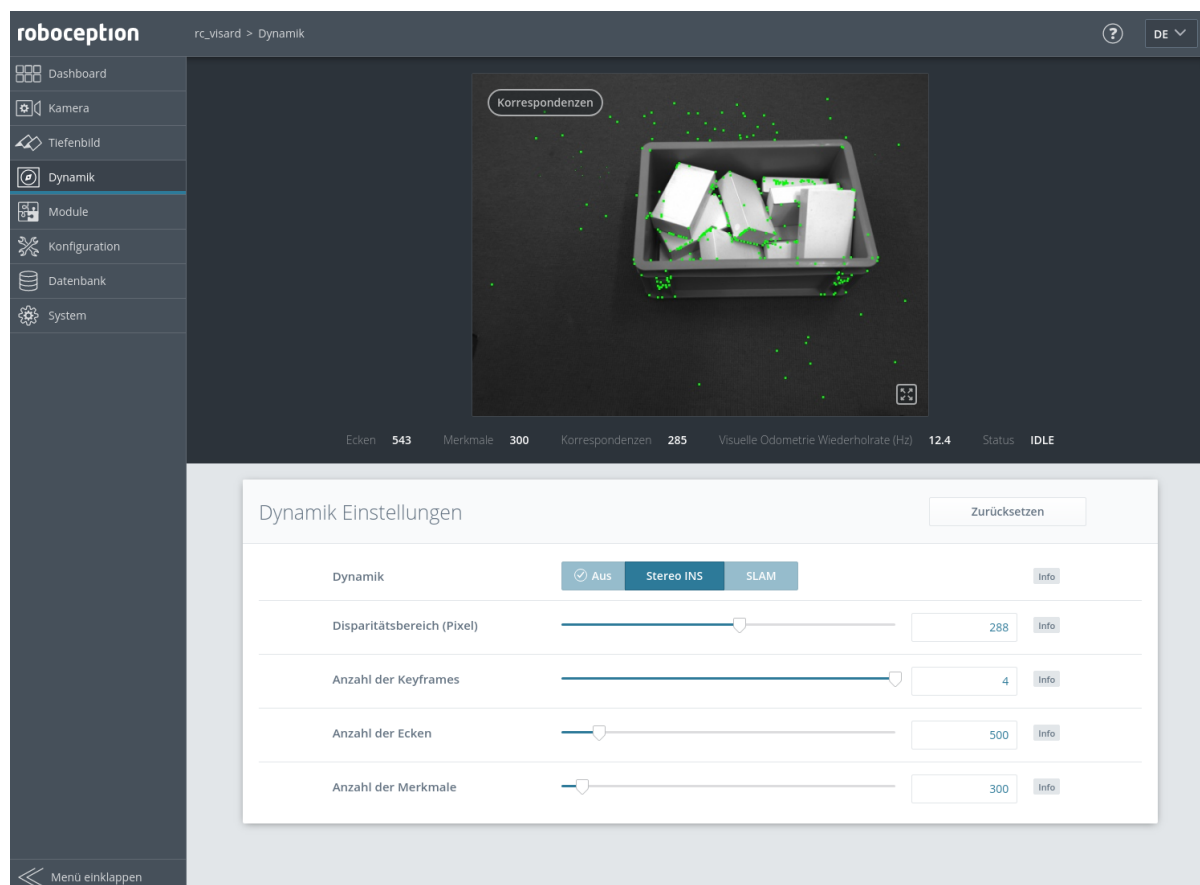 roboception
rc_visard > Dynamik
?
DE
Dashboard
Kamera
Tiefenbild
Dynamik
Module
Konfiguration
Datenbank
System
Menü einklappen
Korrespondenzen
Ecken 543 Merkmale 300 Korrespondenzen 285 Visuelle Odometrie Wiederholrate (Hz) 12.4 Status IDLE
Dynamik Einstellungen
Zurücksetzen
Dynamik Aus Stereo INS SLAM Info
Disparitätsbereich (Pixel) 288 Info
Anzahl der Keyframes 4 Info
Anzahl der Ecken 500 Info
Anzahl der Merkmale 300 Info